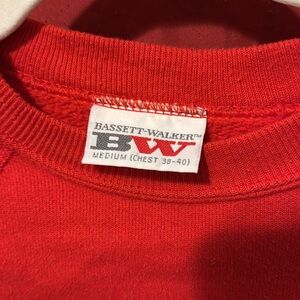 BASSETT-WALKER™
BW
MEDIUM (CHEST 38-40)